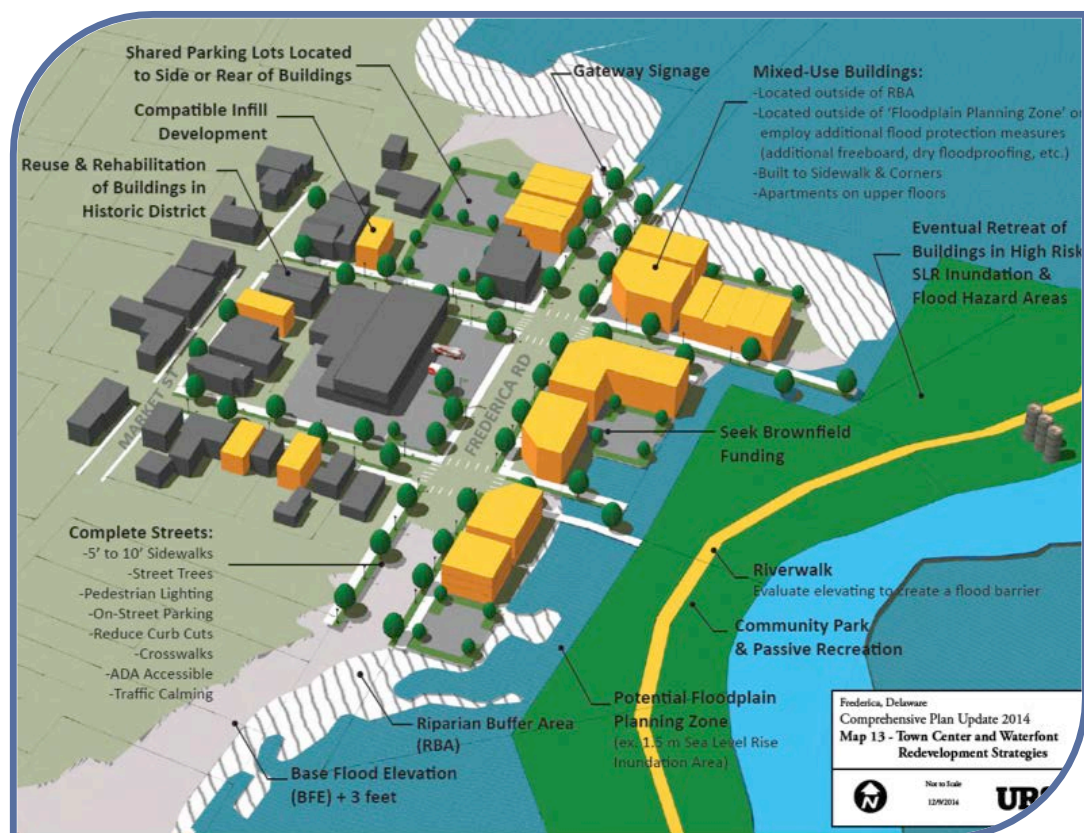 Shared Parking Lots Located
to Side or Rear of Buildings
Compatible Infill
Development
Reuse & Rehabilitation
of Buildings in
Historic District
Gateway Signage
Mixed-Use Buildings:
-Located outside of RBA
-Located outside of ‘Floodplain Planning Zone’ or
employ additional flood protection measures
(additional freeboard, dry floodproofing, etc.)
-Built to Sidewalk & Corners
-Apartments on upper floors
Eventual Retreat of
Buildings in High Risk
SLR Inundation &
Flood Hazard Areas
MARKET ST
FREDERICA RD
Seek Brownfield
Funding
Complete Streets:
-5' to 10' Sidewalks
-Street Trees
-Pedestrian Lighting
-On-Street Parking
-Reduce Curb Cuts
-Crosswalks
-ADA Accessible
-Traffic Calming
Riverwalk
Evaluate elevating to create a flood barrier
Community Park
& Passive Recreation
Riparian Buffer Area
(RBA)
Base Flood Elevation
(BFE) + 3 feet
Potential Floodplain
Planning Zone
(ex. 1.5 m Sea Level Rise
Inundation Area)
Frederica, Delaware
Comprehensive Plan Update 2014
Map 13 - Town Center and Waterfont
Redevelopment Strategies
N
Not to Scale
12/9/2014
URS